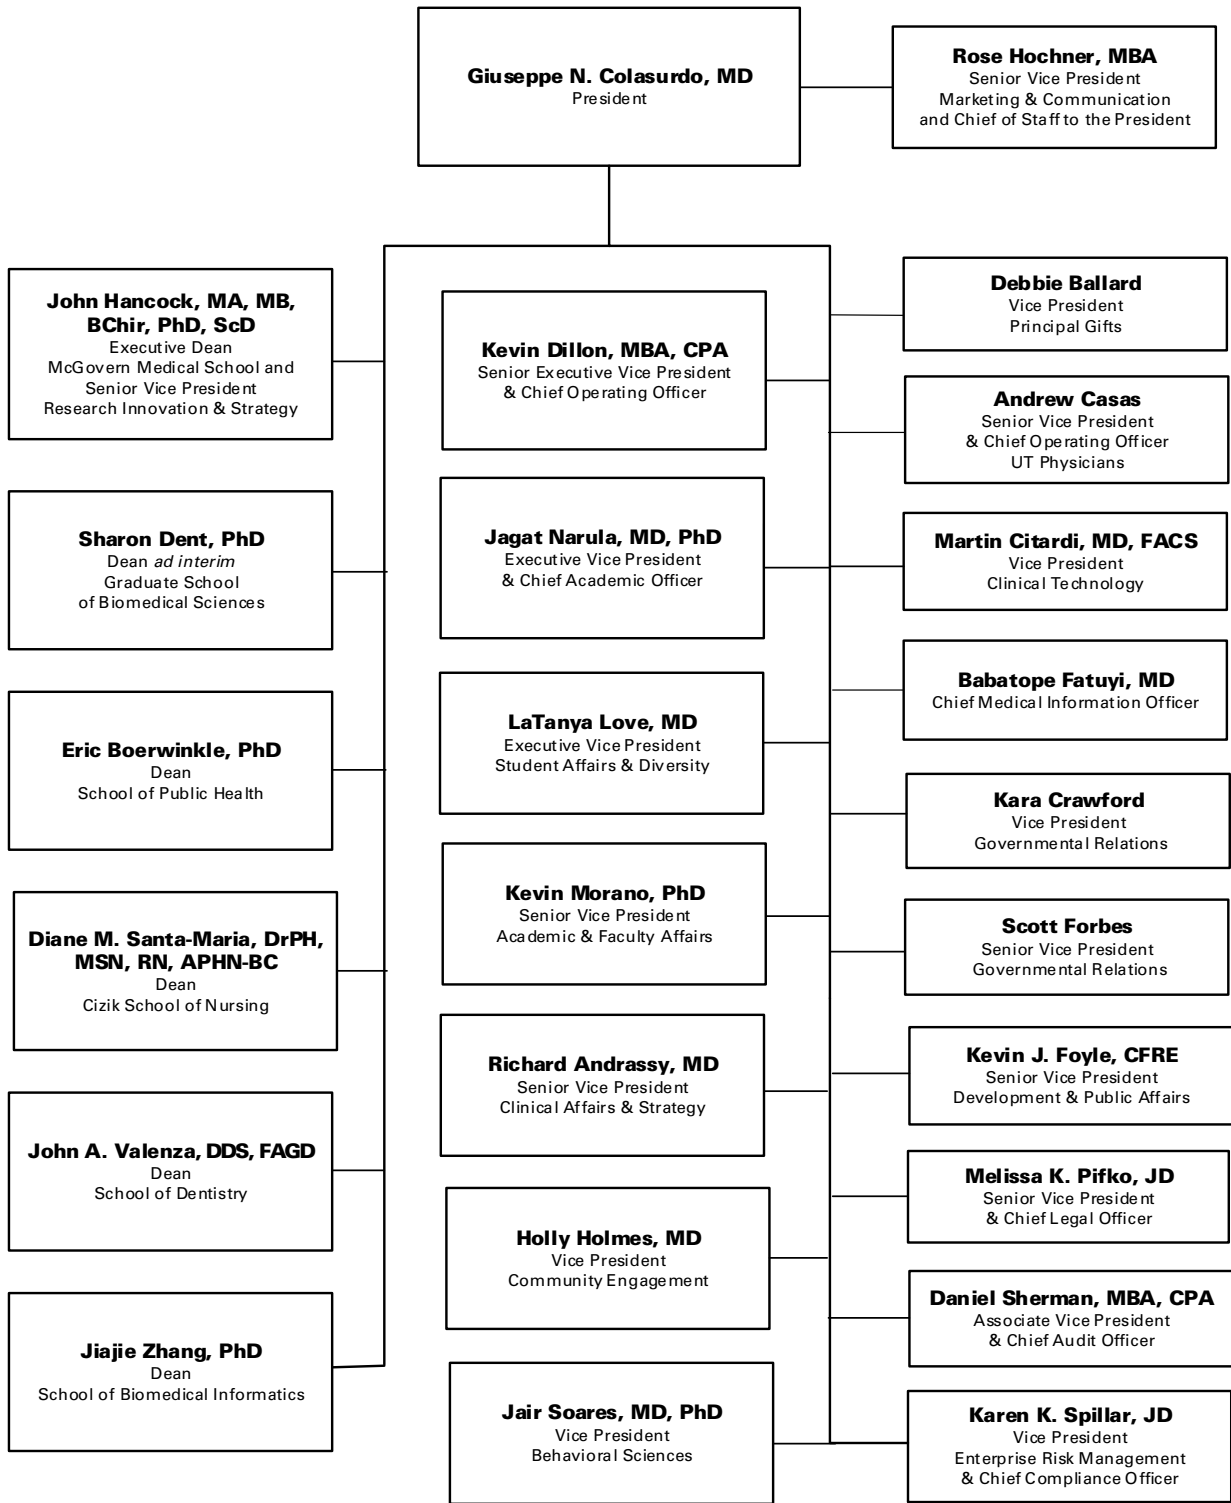 Giuseppe N. Colasurdo, MD
President
Rose Hochner, MBA
Senior Vice President
Marketing & Communication
and Chief of Staff to the President
John Hancock, MA, MB,
BChir, PhD, ScD
Executive Dean
McGovern Medical School and
Senior Vice President
Research Innovation & Strategy
Sharon Dent, PhD
Dean ad interim
Graduate School
of Biomedical Sciences
Eric Boerwinkle, PhD
Dean
School of Public Health
Diane M. Santa-Maria, DrPH,
MSN, RN, APHN-BC
Dean
Cizik School of Nursing
John A. Valenza, DDS, FAGD
Dean
School of Dentistry
Jiajie Zhang, PhD
Dean
School of Biomedical Informatics
Kevin Dillon, MBA, CPA
Senior Executive Vice President
& Chief Operating Officer
Jagat Narula, MD, PhD
Executive Vice President
& Chief Academic Officer
LaTanya Love, MD
Executive Vice President
Student Affairs & Diversity
Kevin Morano, PhD
Senior Vice President
Academic & Faculty Affairs
Richard Andrassy, MD
Senior Vice President
Clinical Affairs & Strategy
Holly Holmes, MD
Vice President
Community Engagement
Jair Soares, MD, PhD
Vice President
Behavioral Sciences
Debbie Ballard
Vice President
Principal Gifts
Andrew Casas
Senior Vice President
& Chief Operating Officer
UT Physicians
Martin Citardi, MD, FACS
Vice President
Clinical Technology
Babatope Fatuyi, MD
Chief Medical Information Officer
Kara Crawford
Vice President
Governmental Relations
Scott Forbes
Senior Vice President
Governmental Relations
Kevin J. Foyle, CFRE
Senior Vice President
Development & Public Affairs
Melissa K. Pifko, JD
Senior Vice President
& Chief Legal Officer
Daniel Sherman, MBA, CPA
Associate Vice President
& Chief Audit Officer
Karen K. Spillar, JD
Vice President
Enterprise Risk Management
& Chief Compliance Officer